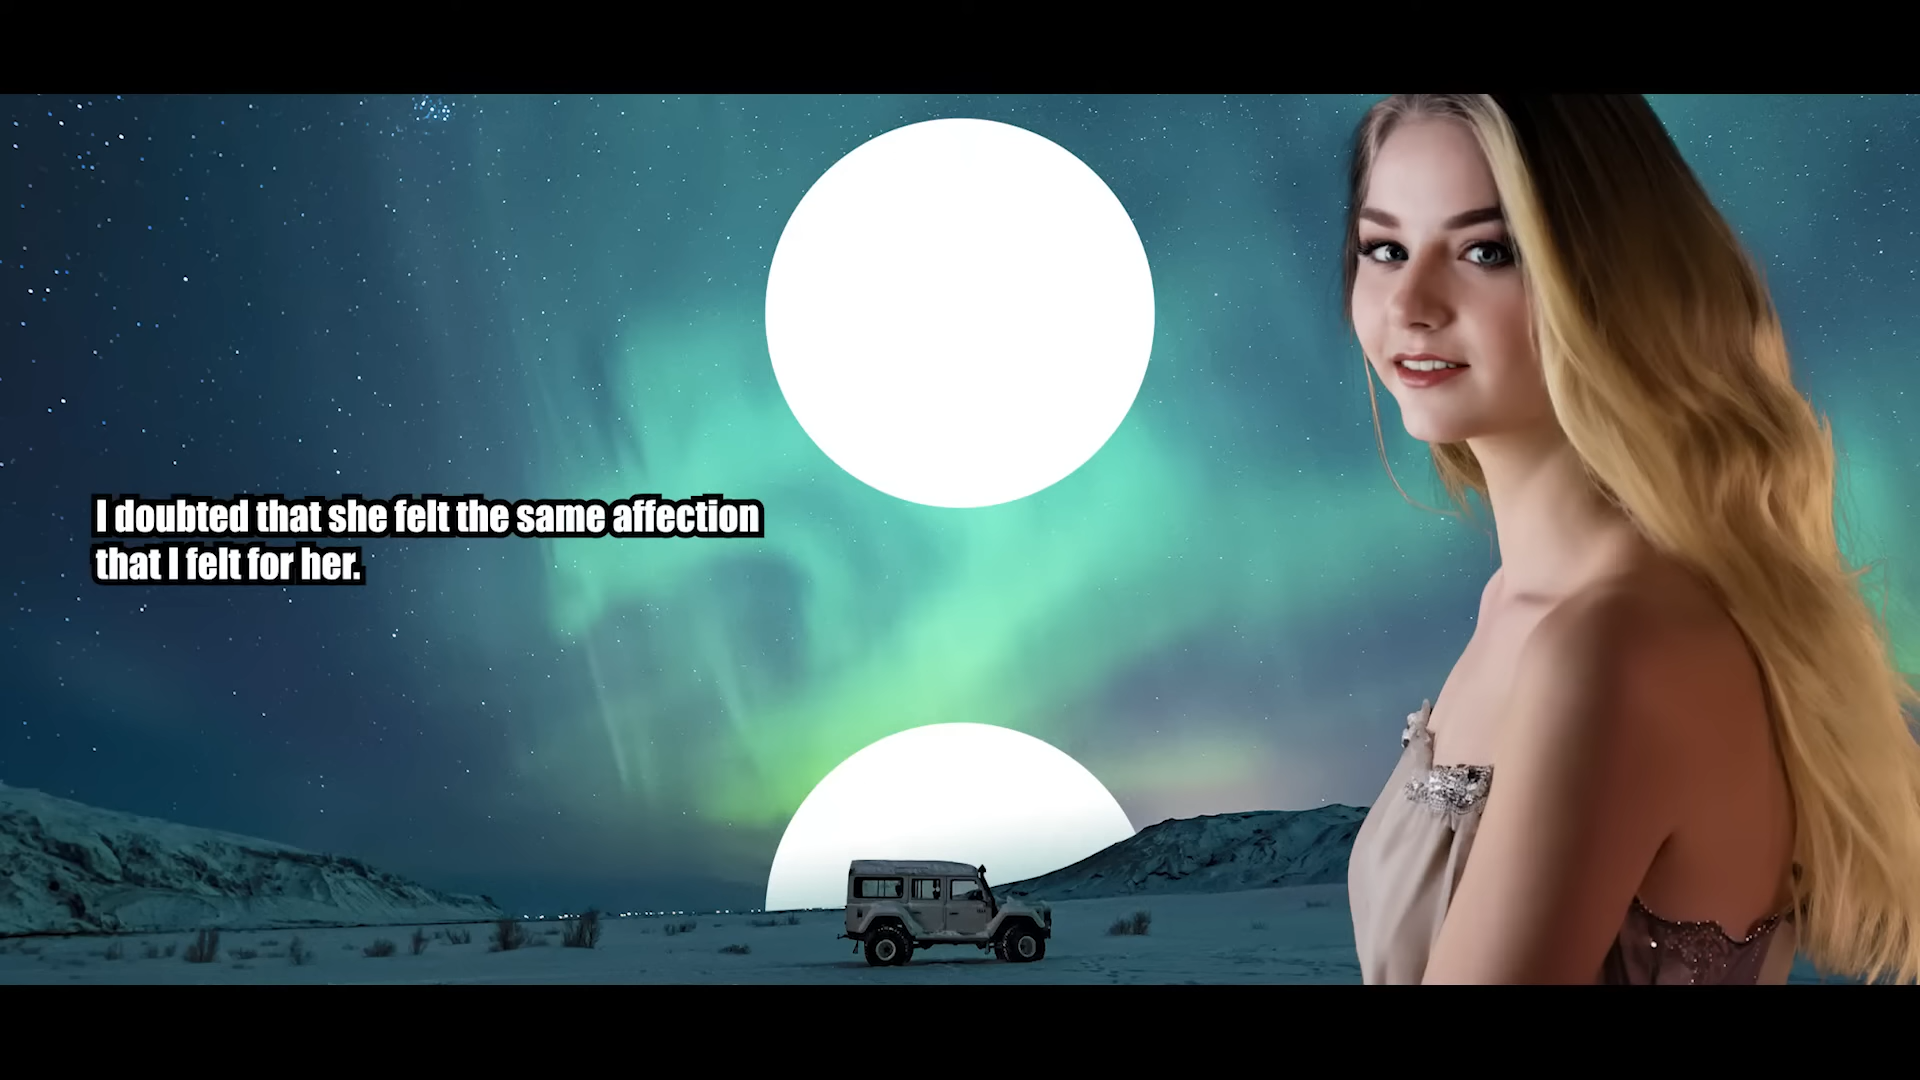 I doubted that she felt the same affection
that I felt for her.